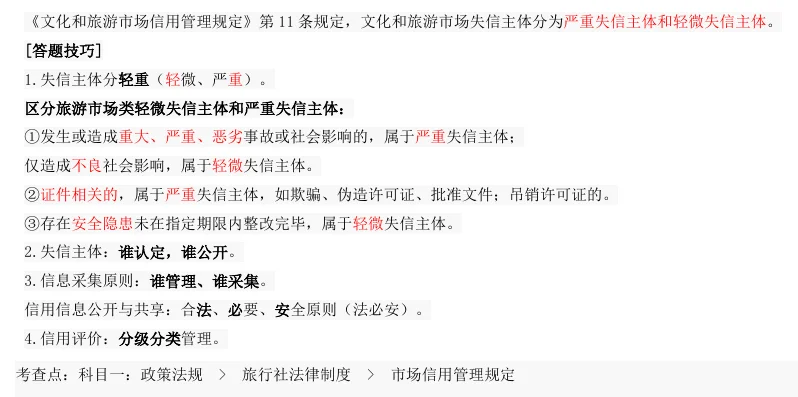 《文化和旅游市场信用管理规定》第 11 条规定，文化和旅游市场失信主体分为严重失信主体和轻微失信主体。
[答题技巧]
1.失信主体分轻重（轻微、严重）。
区分旅游市场类轻微失信主体和严重失信主体：
①发生或造成重大、严重、恶劣事故或社会影响的，属于严重失信主体；
仅造成不良社会影响，属于轻微失信主体。
②证件相关的，属于严重失信主体，如欺骗、伪造许可证、批准文件；吊销许可证的。
③存在安全隐患未在指定期限内整改完毕，属于轻微失信主体。
2.失信主体：谁认定，谁公开。
3.信息采集原则：谁管理、谁采集。
信用信息公开与共享：合法、必要、安全原则（法必安）。
4.信用评价：分级分类管理。
考查点：科目一：政策法规 > 旅行社法律制度 > 市场信用管理规定